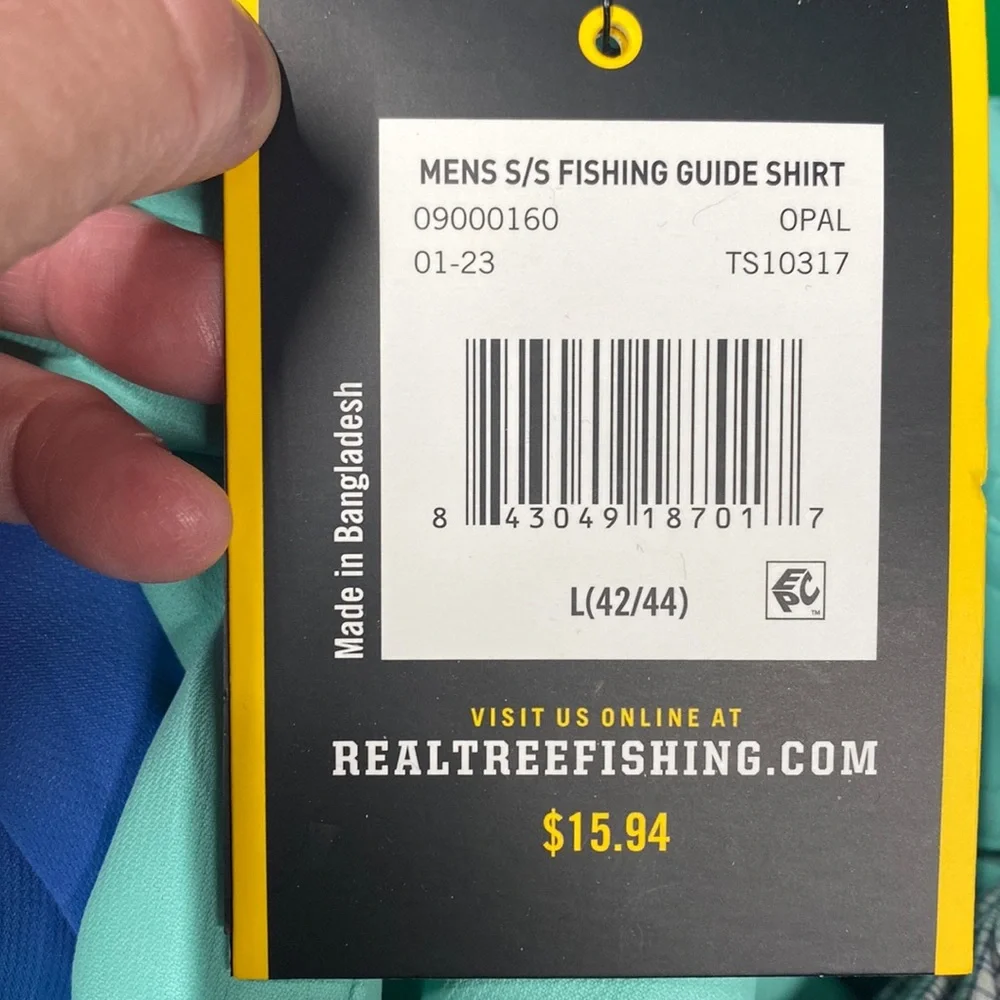 MENS S/S FISHING GUIDE SHIRT
09000160 OPAL
01-23 TS10317
8 43049 18701 7
L(42/44)
EPC™
Made in Bangladesh
VISIT US ONLINE AT
REALTREEFISHING.COM
$15.94